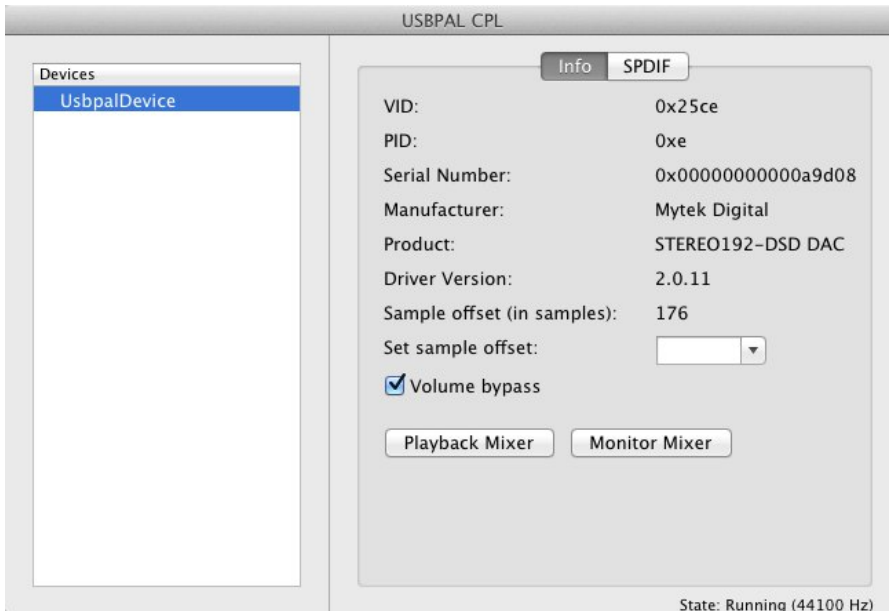 USBPAL CPL
Devices
UsbpalDevice
Info SPDIF
VID: 0x25ce
PID: 0xe
Serial Number: 0x00000000000a9d08
Manufacturer: Mytek Digital
Product: STEREO192-DSD DAC
Driver Version: 2.0.11
Sample offset (in samples): 176
Set sample offset:
Volume bypass
Playback Mixer Monitor Mixer
State: Running (44100 Hz)